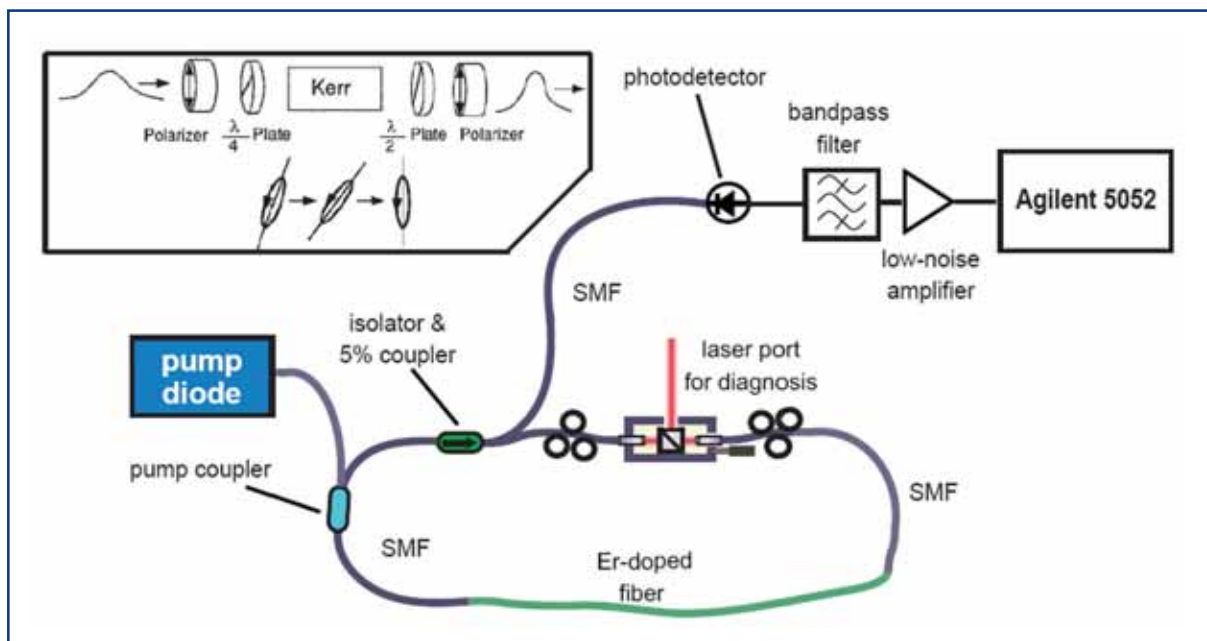 Kerr
Polarizer
λ/4 Plate
λ/2 Plate
Polarizer
photodetector
bandpass
filter
Agilent 5052
low-noise
amplifier
SMF
isolator &
5% coupler
laser port
for diagnosis
pump
diode
pump coupler
SMF
SMF
Er-doped
fiber